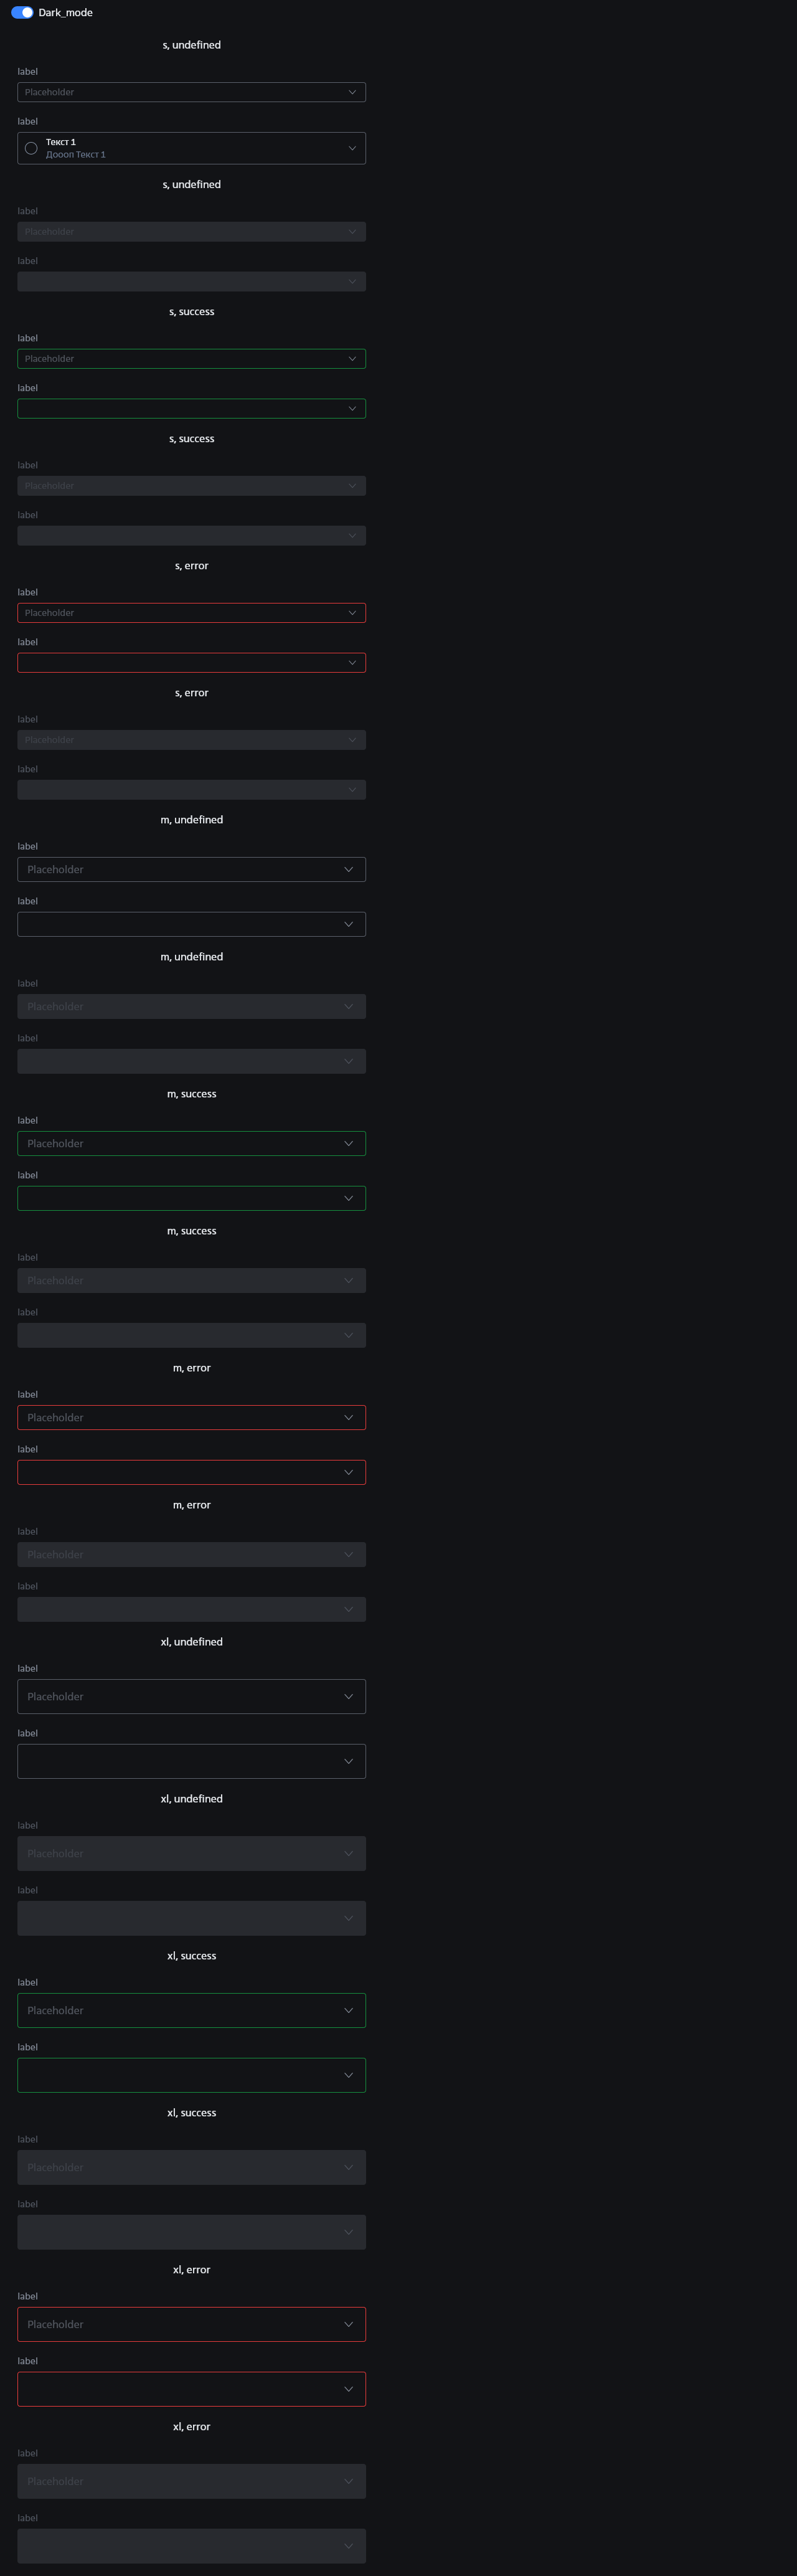 Dark_mode
s, undefined
label
Placeholder
label
Текст 1
Доооп Текст 1
s, undefined
label
Placeholder
label
s, success
label
Placeholder
label
s, success
label
Placeholder
label
s, error
label
Placeholder
label
s, error
label
Placeholder
label
m, undefined
label
Placeholder
label
m, undefined
label
Placeholder
label
m, success
label
Placeholder
label
m, success
label
Placeholder
label
m, error
label
Placeholder
label
m, error
label
Placeholder
label
xl, undefined
label
Placeholder
label
xl, undefined
label
Placeholder
label
xl, success
label
Placeholder
label
xl, success
label
Placeholder
label
xl, error
label
Placeholder
label
xl, error
label
Placeholder
label